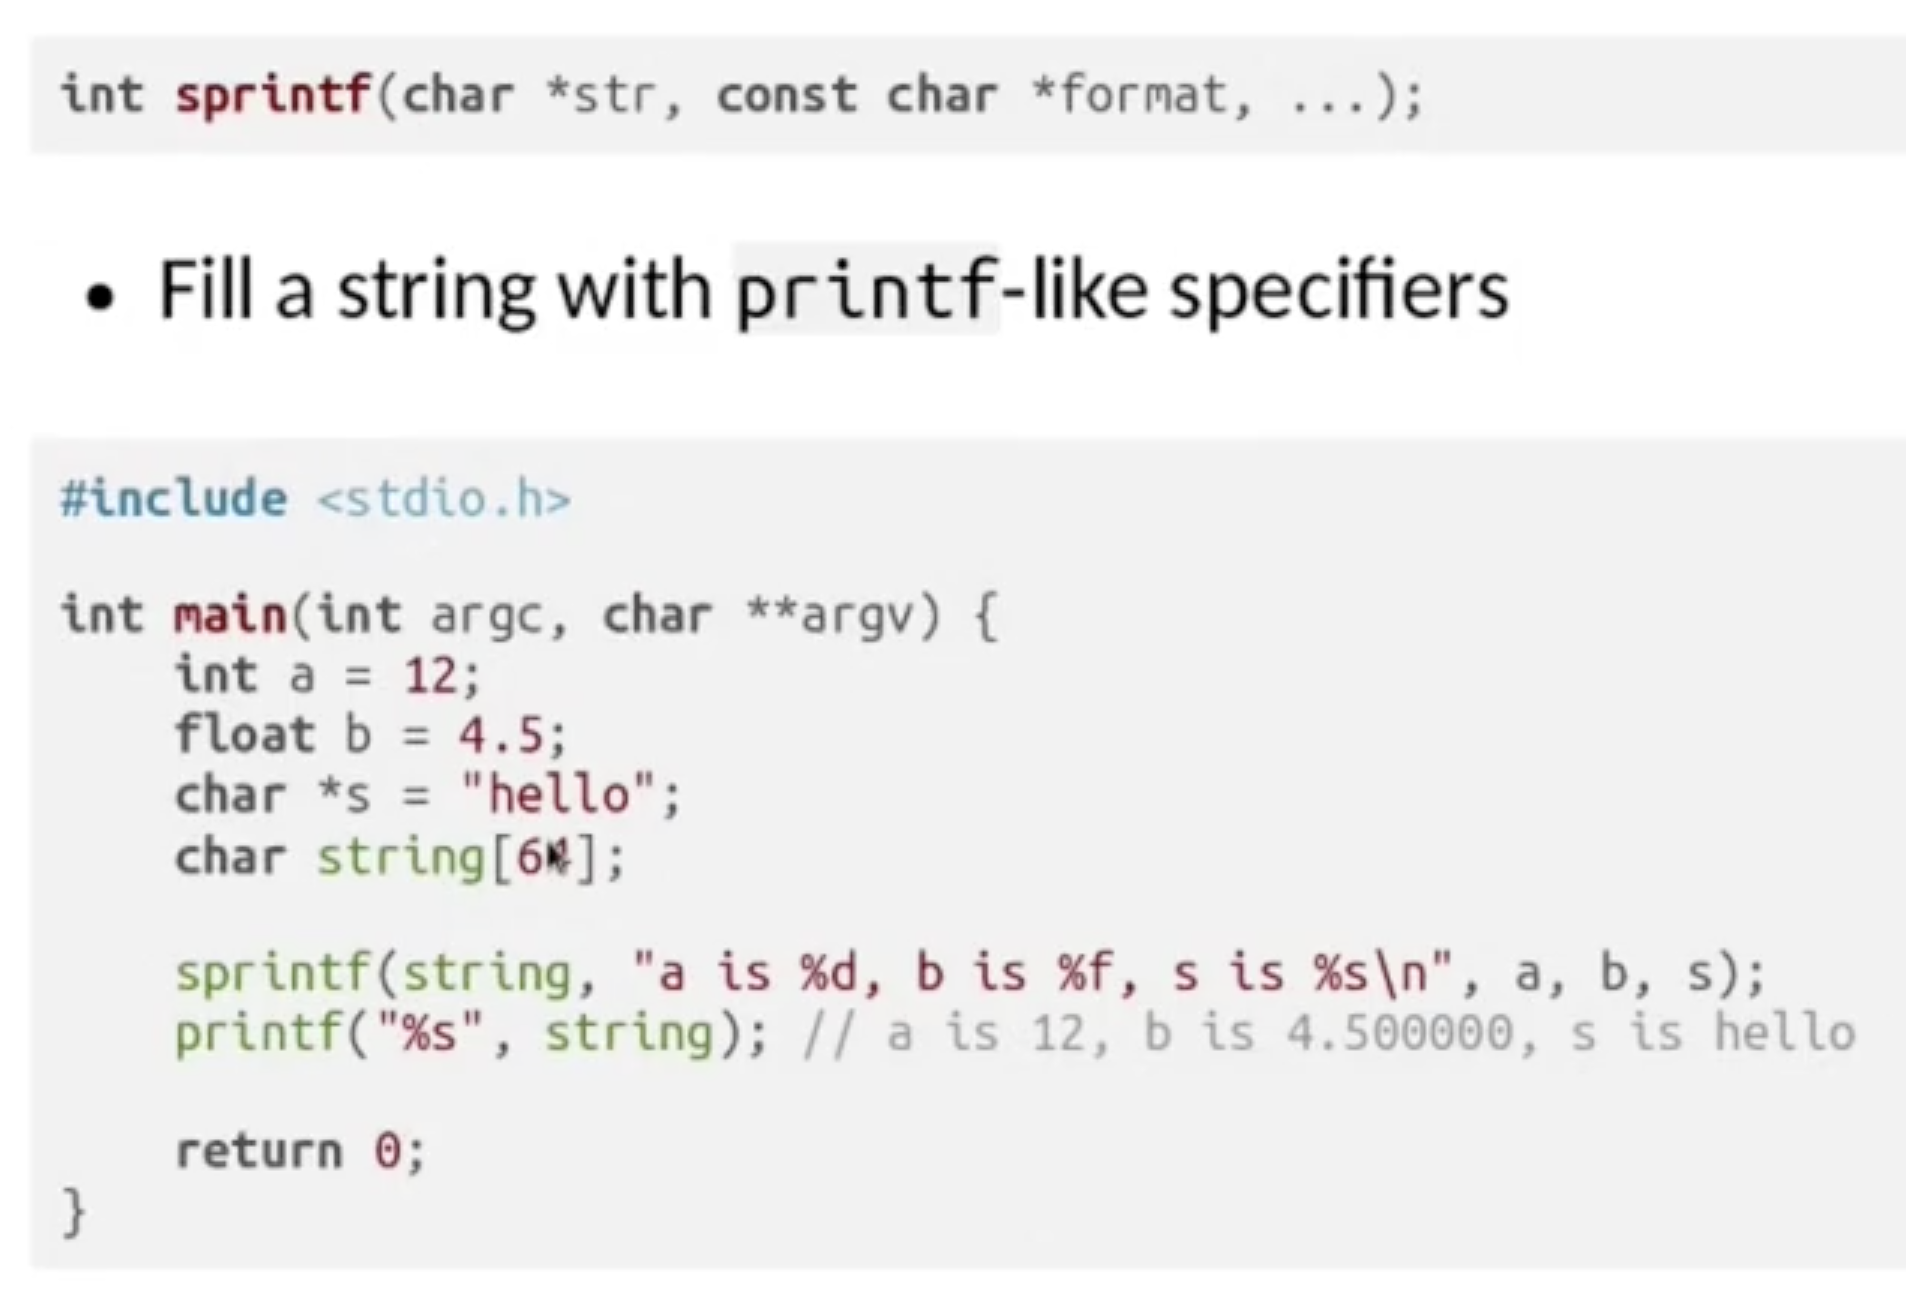 int sprintf(char *str, const char *format, ...);
• Fill a string with printf-like specifiers
#include <stdio.h>
int main(int argc, char **argv) {
    int a = 12;
    float b = 4.5;
    char *s = "hello";
    char string[64];
    sprintf(string, "a is %d, b is %f, s is %s\n", a, b, s);
    printf("%s", string); // a is 12, b is 4.500000, s is hello
    return 0;
}